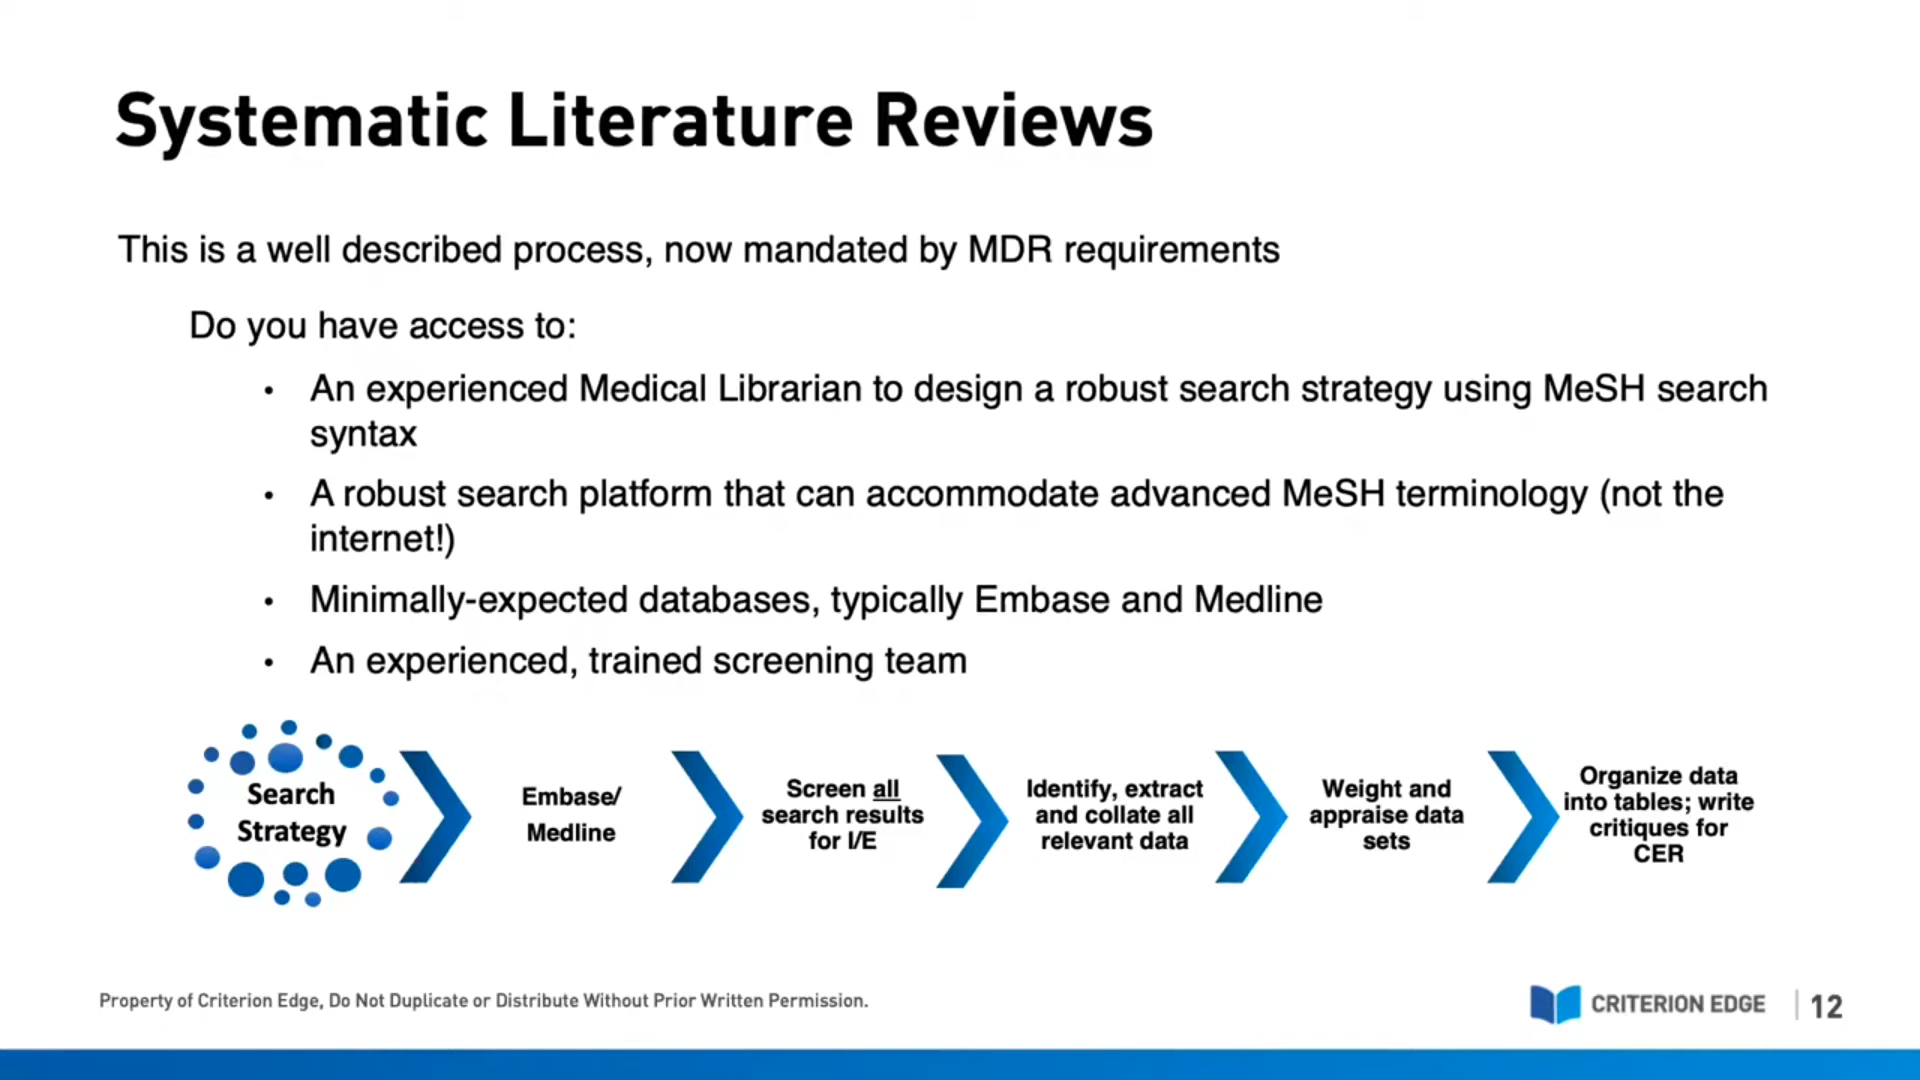 Systematic Literature Reviews
This is a well described process, now mandated by MDR requirements
Do you have access to:
• An experienced Medical Librarian to design a robust search strategy using MeSH search
syntax
• A robust search platform that can accommodate advanced MeSH terminology (not the
internet!)
• Minimally-expected databases, typically Embase and Medline
• An experienced, trained screening team
Search
Strategy
Embase/
Medline
Screen all
search results
for I/E
Identify, extract
and collate all
relevant data
Weight and
appraise data
sets
Organize data
into tables; write
critiques for
CER
Property of Criterion Edge, Do Not Duplicate or Distribute Without Prior Written Permission.
CRITERION EDGE
12